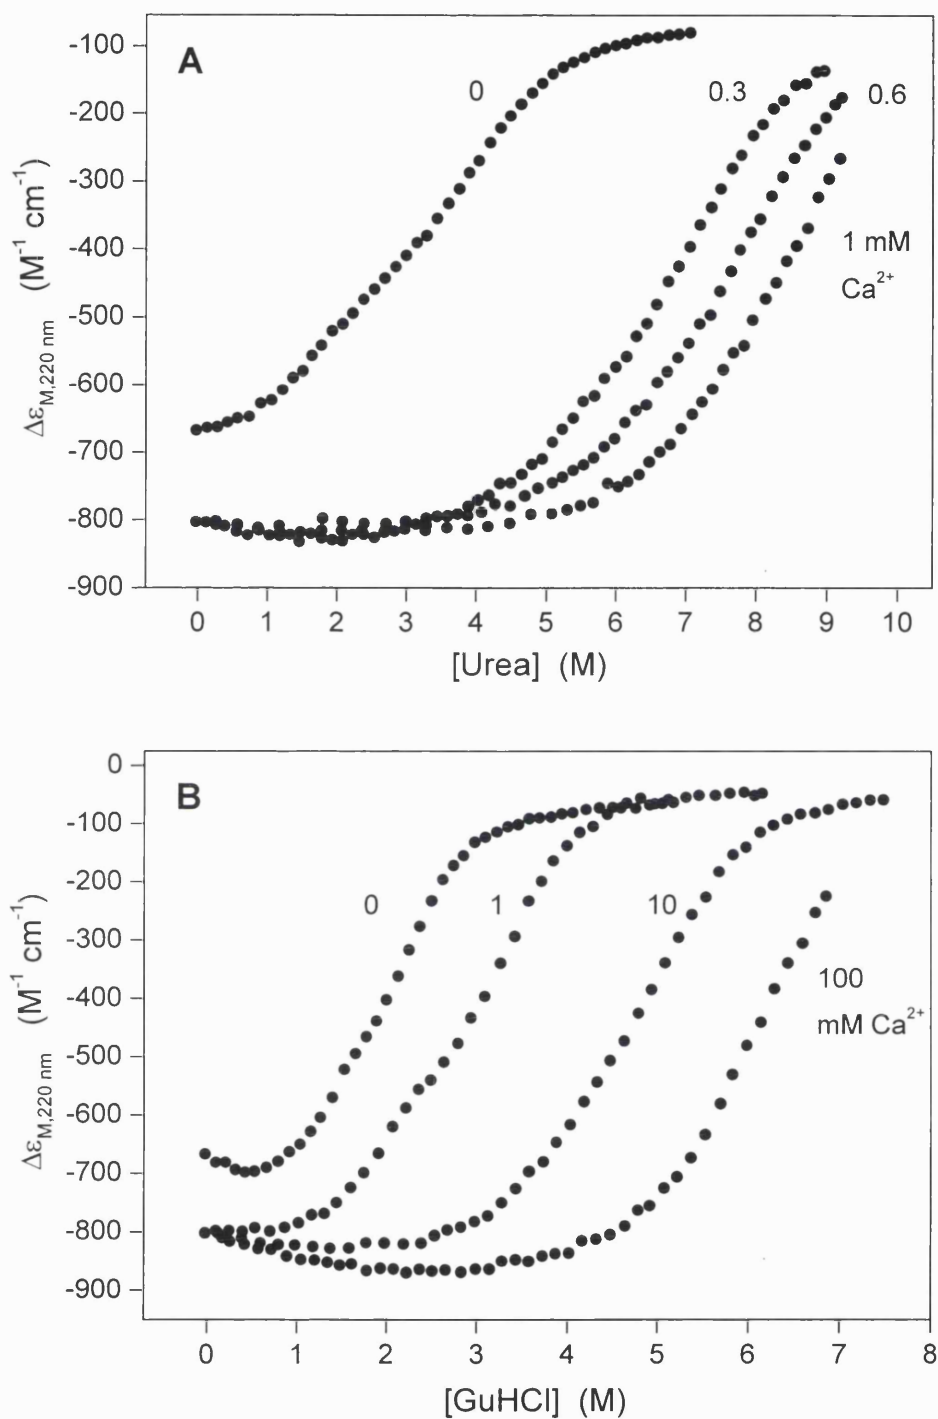 A
-100
-200
-300
-400
-500
-600
-700
-800
-900
Δε_M,220 nm (M⁻¹ cm⁻¹)
0
0.3
0.6
1 mM
Ca²⁺
0 1 2 3 4 5 6 7 8 9 10
[Urea] (M)
B
0
-100
-200
-300
-400
-500
-600
-700
-800
-900
Δε_M,220 nm (M⁻¹ cm⁻¹)
0
1
10
100
mM Ca²⁺
0 1 2 3 4 5 6 7 8
[GuHCl] (M)